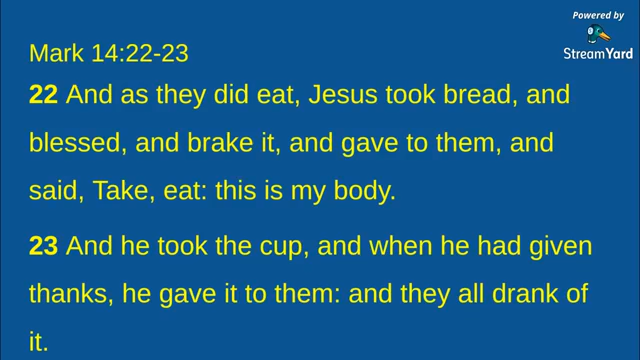 Powered by
StreamYard
Mark 14:22-23
22 And as they did eat, Jesus took bread, and
blessed, and brake it, and gave to them, and
said, Take, eat: this is my body.
23 And he took the cup, and when he had given
thanks, he gave it to them: and they all drank of
it.